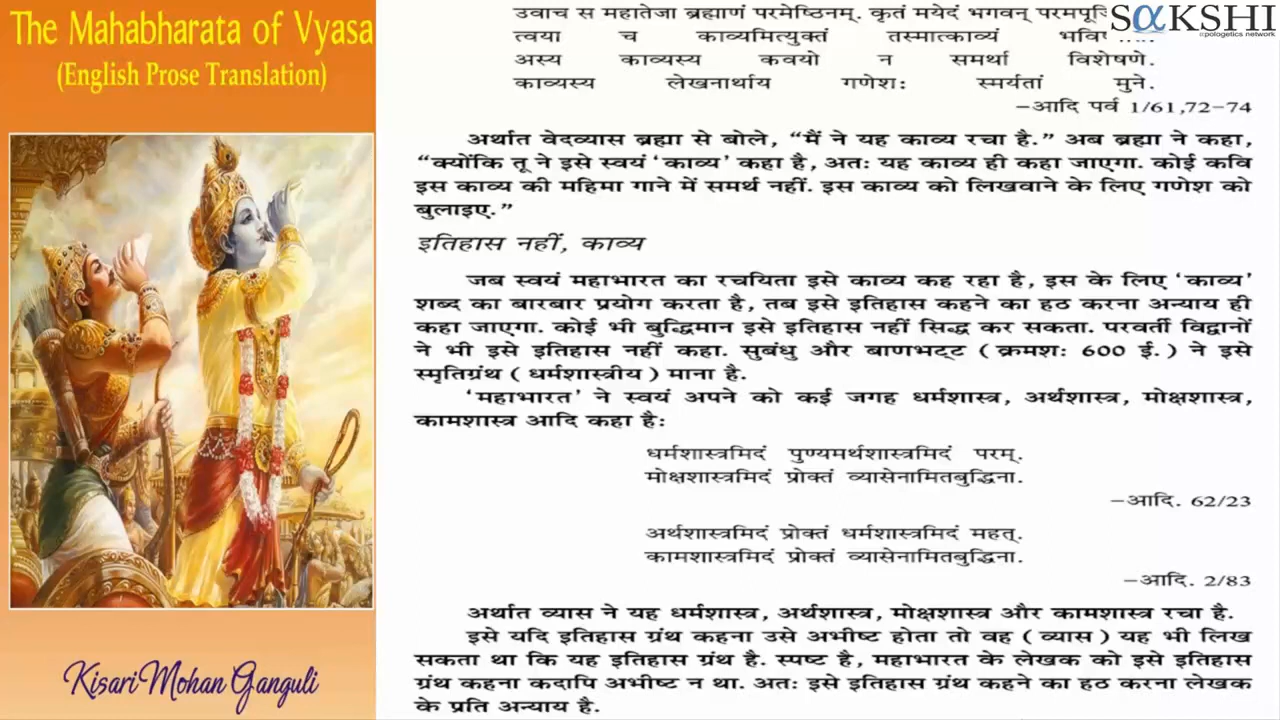 The Mahabharata of Vyasa
(English Prose Translation)
KisariMohan Ganguli
SαKSHI
αpologetics network
उवाच स महातेजा ब्रह्माणं परमेष्ठिनम्. कृतं मयेदं भगवन्
त्वया च काव्यमित्युक्तं तस्मात्काव्यं
अस्य काव्यस्य कवयो न समर्था विशेषणे.
काव्यस्य लेखनार्थाय गणेशः स्मर्यतां मुने.
–आदि पर्व 1/61,72–74
अर्थात वेदव्यास ब्रह्मा से बोले, “मैं ने यह काव्य रचा है.” अब ब्रह्मा ने कहा,
“क्योंकि तू ने इसे स्वयं ‘काव्य’ कहा है, अतः यह काव्य ही कहा जाएगा. कोई कवि
इस काव्य की महिमा गाने में समर्थ नहीं. इस काव्य को लिखवाने के लिए गणेश को
बुलाइए.”
इतिहास नहीं, काव्य
जब स्वयं महाभारत का रचयिता इसे काव्य कह रहा है, इस के लिए ‘काव्य’
शब्द का बारबार प्रयोग करता है, तब इसे इतिहास कहने का हठ करना अन्याय ही
कहा जाएगा. कोई भी बुद्धिमान इसे इतिहास नहीं सिद्ध कर सकता. परवर्ती विद्वानों
ने भी इसे इतिहास नहीं कहा. सुबंधु और बाणभट्ट (क्रमशः 600 ई.) ने इसे
स्मृतिग्रंथ (धर्मशास्त्रीय) माना है.
‘महाभारत’ ने स्वयं अपने को कई जगह धर्मशास्त्र, अर्थशास्त्र, मोक्षशास्त्र,
कामशास्त्र आदि कहा है:
धर्मशास्त्रमिदं पुण्यमर्थशास्त्रमिदं परम्.
मोक्षशास्त्रमिदं प्रोक्तं व्यासेनामितबुद्धिना.
–आदि. 62/23
अर्थशास्त्रमिदं प्रोक्तं धर्मशास्त्रमिदं महत्.
कामशास्त्रमिदं प्रोक्तं व्यासेनामितबुद्धिना.
–आदि. 2/83
अर्थात व्यास ने यह धर्मशास्त्र, अर्थशास्त्र, मोक्षशास्त्र और कामशास्त्र रचा है.
इसे यदि इतिहास ग्रंथ कहना उसे अभीष्ट होता तो वह (व्यास) यह भी लिख
सकता था कि यह इतिहास ग्रंथ है. स्पष्ट है, महाभारत के लेखक को इसे इतिहास
ग्रंथ कहना कदापि अभीष्ट न था. अतः इसे इतिहास ग्रंथ कहने का हठ करना लेखक
के प्रति अन्याय है.